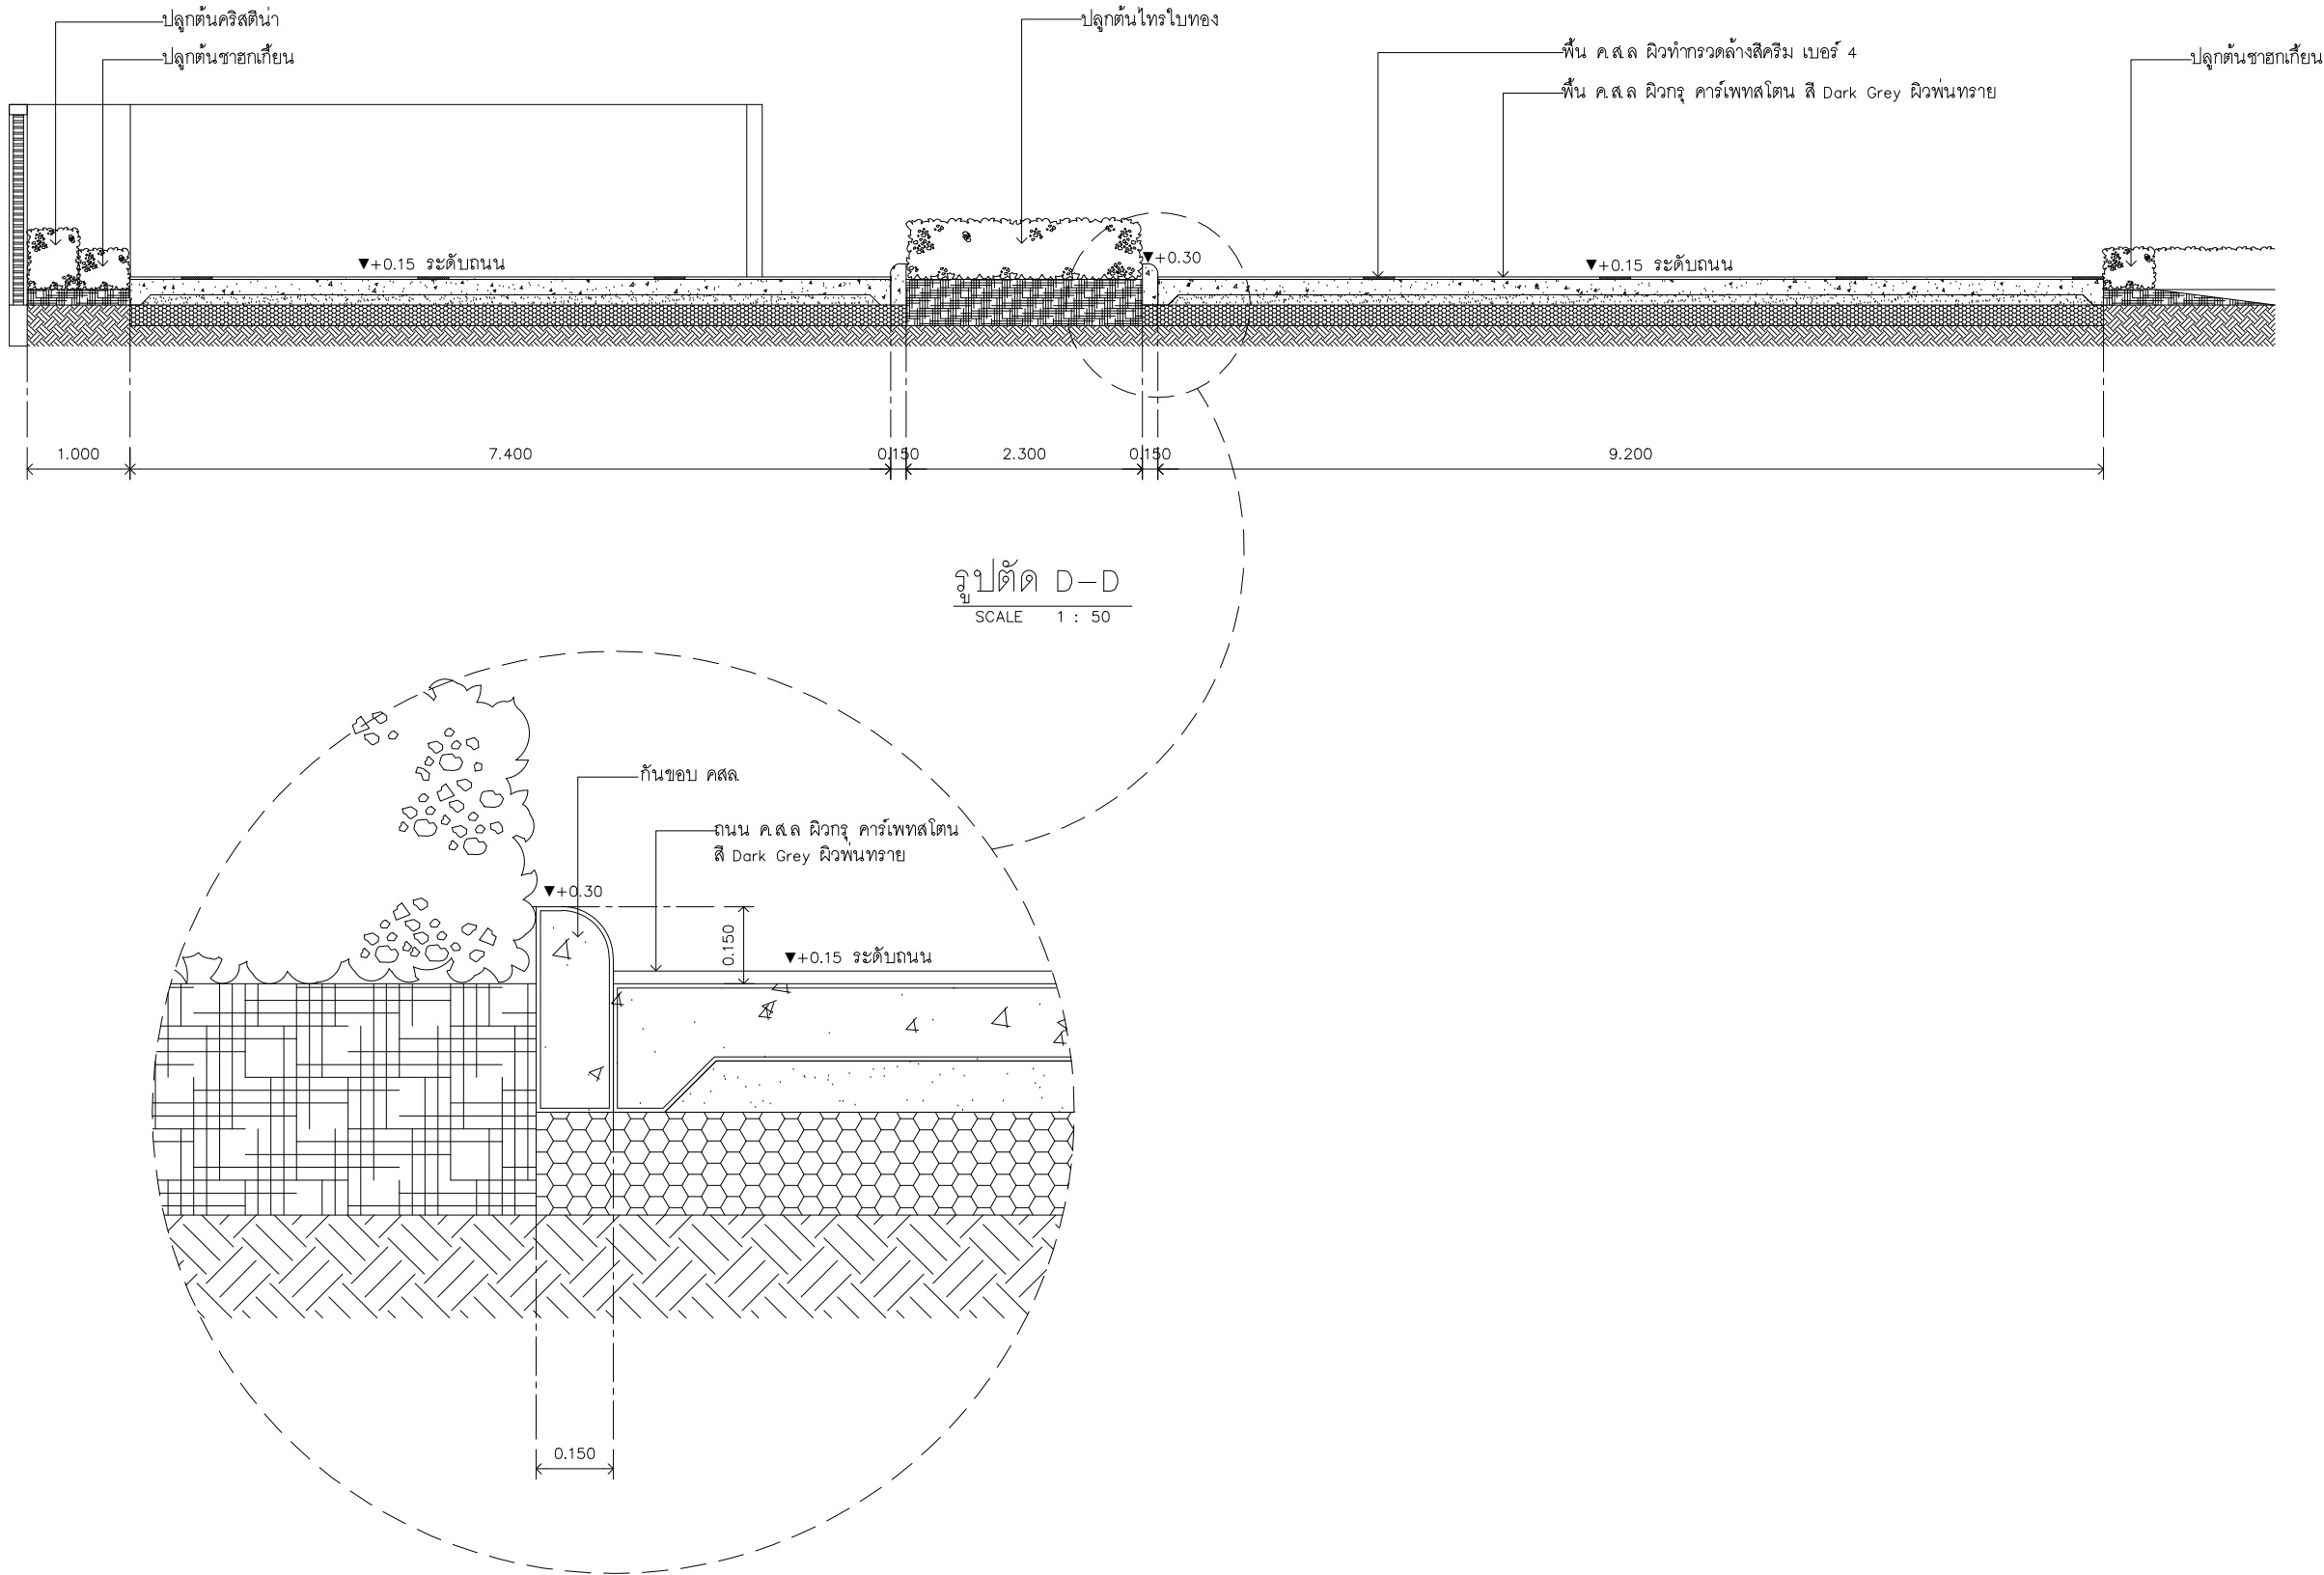 ปลูกต้นคริสตีน่า
ปลูกต้นชาฮกเกี้ยน
ปลูกต้นไทรใบทอง
พื้น ค.ส.ล ผิวทำกรวดล้างสีครีม เบอร์ 4
พื้น ค.ส.ล ผิวกรุ คาร์เพทสโตน สี Dark Grey ผิวพ่นทราย
ปลูกต้นชาฮกเกี้ยน
▼+0.15 ระดับถนน
▼+0.30
▼+0.15 ระดับถนน
1.000
7.400
0.150
2.300
0.150
9.200
รูปตัด D-D
SCALE 1 : 50
กันขอบ คสล.
ถนน ค.ส.ล ผิวกรุ คาร์เพทสโตน
สี Dark Grey ผิวพ่นทราย
▼+0.30
0.150
▼+0.15 ระดับถนน
0.150